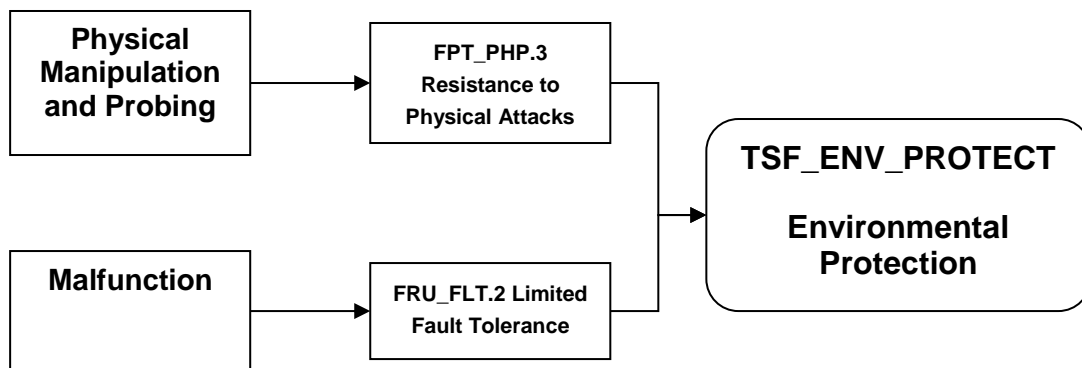 Physical
Manipulation
and Probing
FPT_PHP.3
Resistance to
Physical Attacks
TSF_ENV_PROTECT
Environmental
Protection
Malfunction
FRU_FLT.2 Limited
Fault Tolerance